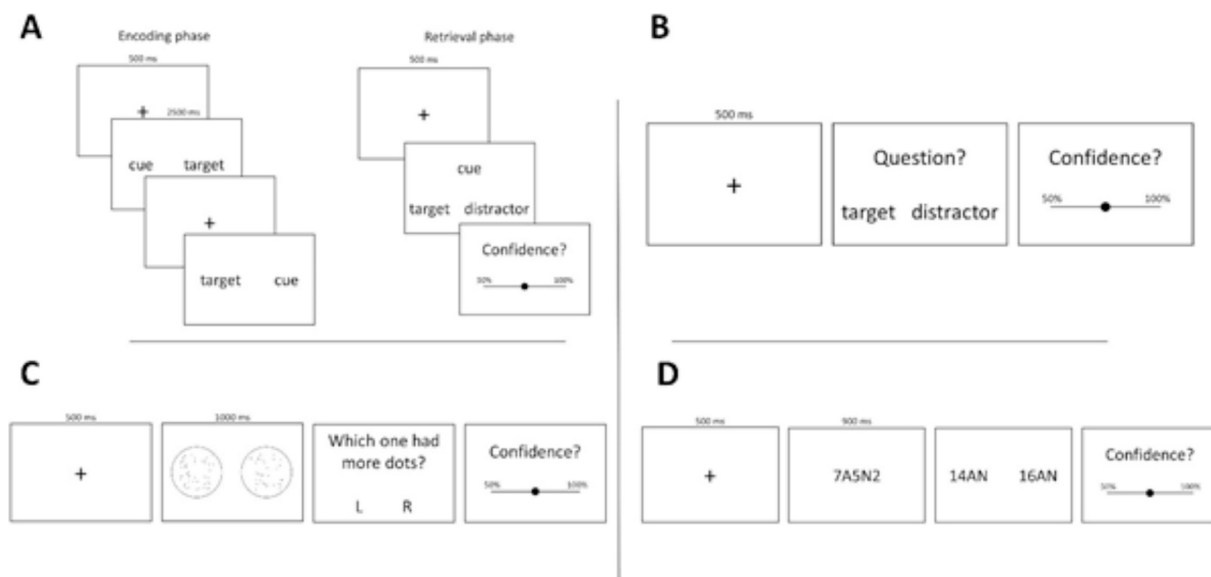 A
Encoding phase
500 ms
+
2500 ms
cue target
+
target cue
Retrieval phase
500 ms
+
cue
target distractor
Confidence?
50% 100%
B
500 ms
+
Question?
target distractor
Confidence?
50% 100%
C
500 ms
+
1000 ms
Which one had
more dots?
L R
Confidence?
50% 100%
D
500 ms
+
900 ms
7A5N2
14AN 16AN
Confidence?
50% 100%